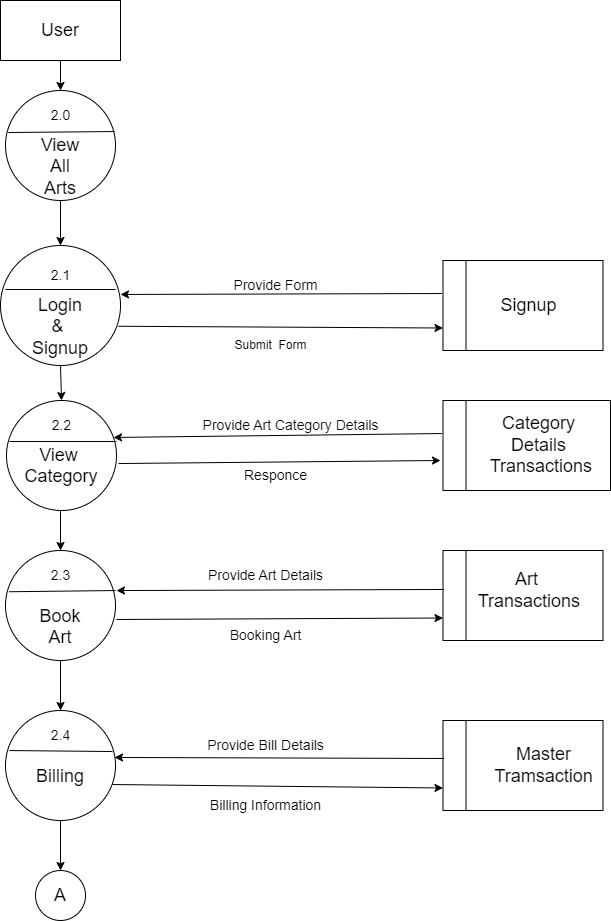 User
2.0
View
All
Arts
2.1
Login
&
Signup
Provide Form
Submit Form
Signup
2.2
View
Category
Provide Art Category Details
Responce
Category
Details
Transactions
2.3
Book
Art
Provide Art Details
Booking Art
Art
Transactions
2.4
Billing
Provide Bill Details
Billing Information
Master
Tramsaction
A